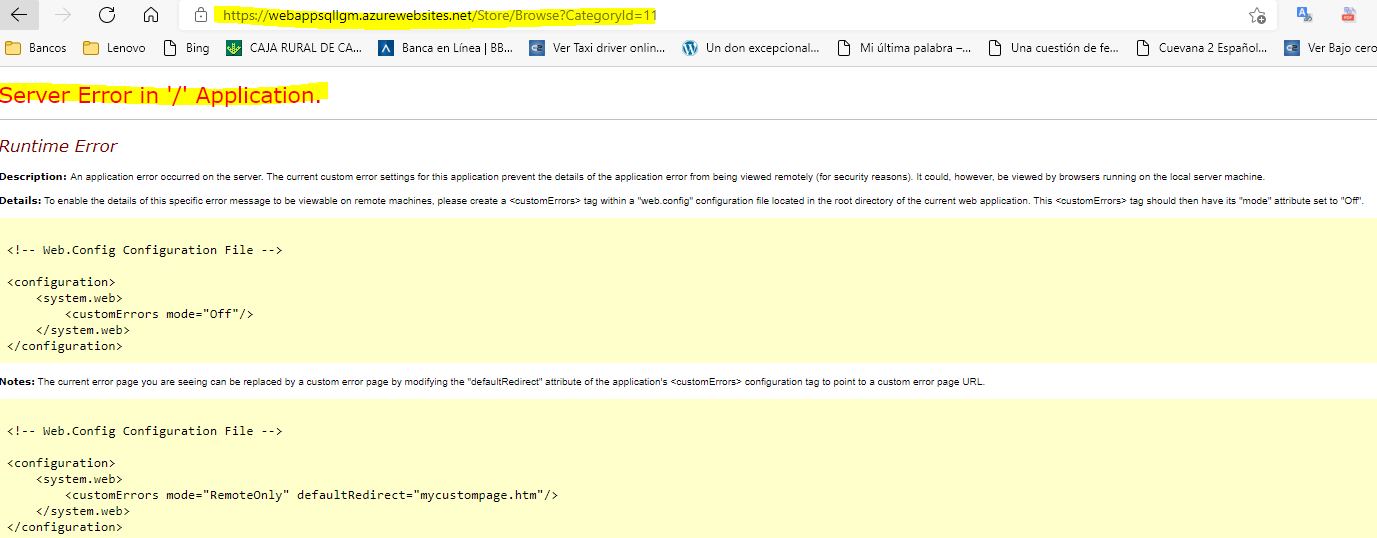 https://webappsqllgm.azurewebsites.net/Store/Browse?CategoryId=11
Bancos Lenovo Bing CAJA RURAL DE CA... Banca en Línea | BB... Ver Taxi driver onlin... Un don excepcional... Mi última palabra –... Una cuestión de fe... Cuevana 2 Español... Ver Bajo cero
Server Error in '/' Application.
Runtime Error
Description: An application error occurred on the server. The current custom error settings for this application prevent the details of the application error from being viewed remotely (for security reasons). It could, however, be viewed by browsers running on the local server machine.
Details: To enable the details of this specific error message to be viewable on remote machines, please create a <customErrors> tag within a "web.config" configuration file located in the root directory of the current web application. This <customErrors> tag should then have its "mode" attribute set to "Off".
<!-- Web.Config Configuration File -->
<configuration>
    <system.web>
        <customErrors mode="Off"/>
    </system.web>
</configuration>
Notes: The current error page you are seeing can be replaced by a custom error page by modifying the "defaultRedirect" attribute of the application's <customErrors> configuration tag to point to a custom error page URL.
<!-- Web.Config Configuration File -->
<configuration>
    <system.web>
        <customErrors mode="RemoteOnly" defaultRedirect="mycustompage.htm"/>
    </system.web>
</configuration>